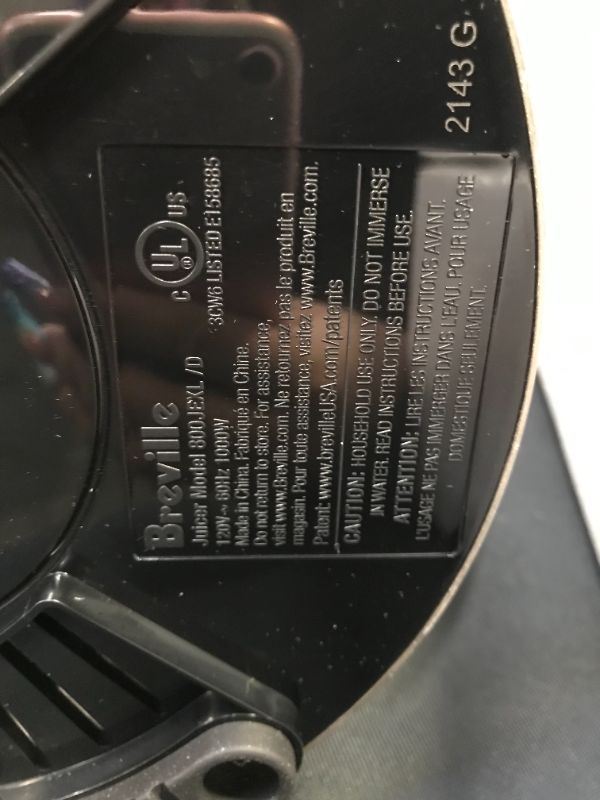 Breville
Juicer Model 800JEXL /D
120V~ 60Hz 1000W
Made in China. Fabriqué en Chine.
Do not return to store. For assistance,
visit www.Breville.com. Ne retournez pas le produit en
magasin. Pour toute assistance, visitez www.Breville.com.
Patent: www.brevilleUSA.com/patents
C UL® US
3CW6 LISTED E158685
CAUTION: HOUSEHOLD USE ONLY. DO NOT IMMERSE
IN WATER. READ INSTRUCTIONS BEFORE USE.
ATTENTION: LIRE LES INSTRUCTIONS AVANT
L'USAGE NE PAS IMMERGER DANS L'EAU. POUR USAGE
DOMESTIQUE SEULEMENT.
2143 G